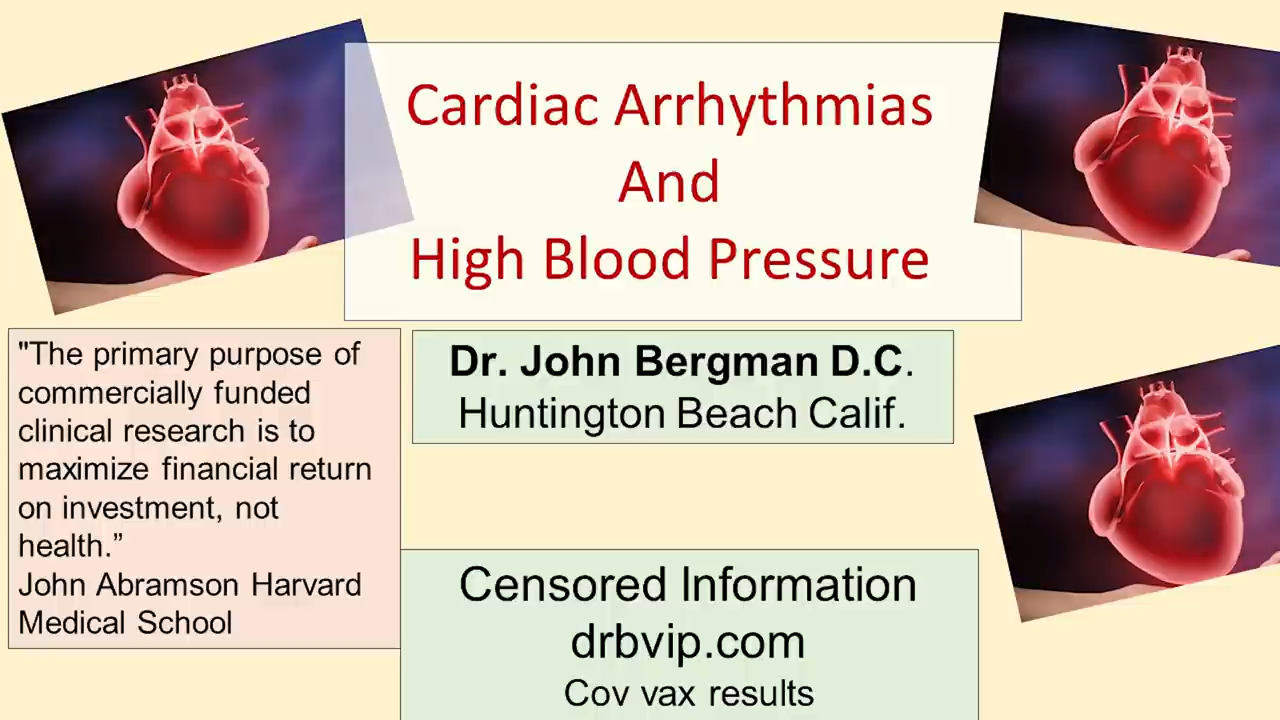 Cardiac Arrhythmias
And
High Blood Pressure
"The primary purpose of
commercially funded
clinical research is to
maximize financial return
on investment, not
health.”
John Abramson Harvard
Medical School
Dr. John Bergman D.C.
Huntington Beach Calif.
Censored Information
drbvip.com
Cov vax results